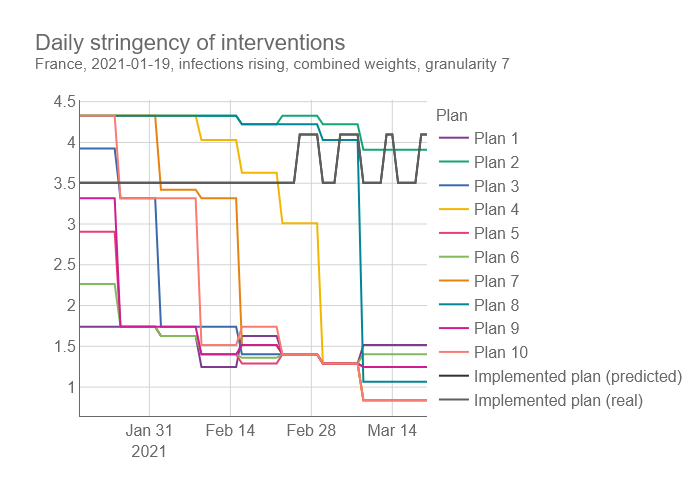 Daily stringency of interventions
France, 2021-01-19, infections rising, combined weights, granularity 7
4.5
4
3.5
3
2.5
2
1.5
1
Jan 31
2021
Feb 14
Feb 28
Mar 14
Plan
Plan 1
Plan 2
Plan 3
Plan 4
Plan 5
Plan 6
Plan 7
Plan 8
Plan 9
Plan 10
Implemented plan (predicted)
Implemented plan (real)